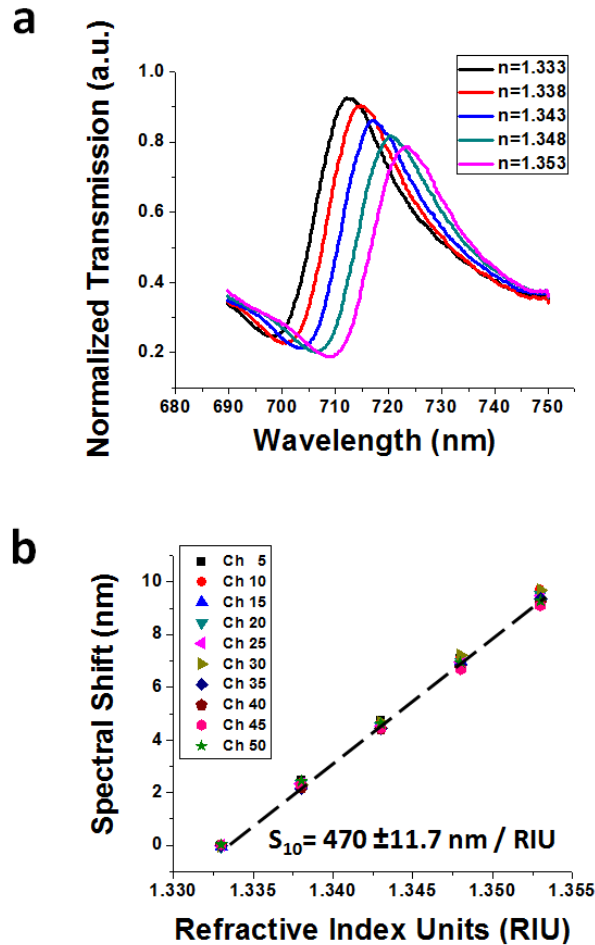 a
Normalized Transmission (a.u.)
1.0
0.8
0.6
0.4
0.2
n=1.333
n=1.338
n=1.343
n=1.348
n=1.353
680 690 700 710 720 730 740 750
Wavelength (nm)
b
Spectral Shift (nm)
10
8
6
4
2
0
Ch 5
Ch 10
Ch 15
Ch 20
Ch 25
Ch 30
Ch 35
Ch 40
Ch 45
Ch 50
S10= 470 ±11.7 nm / RIU
1.330 1.335 1.340 1.345 1.350 1.355
Refractive Index Units (RIU)